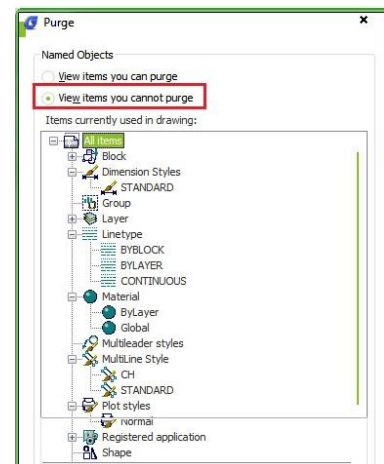 Purge
Named Objects
View items you can purge
View items you cannot purge
Items currently used in drawing:
All items
Block
Dimension Styles
STANDARD
Group
Layer
Linetype
BYBLOCK
BYLAYER
CONTINUOUS
Material
ByLayer
Global
Multileader styles
MultiLine Style
CH
STANDARD
Plot styles
Normal
Registered application
Shape